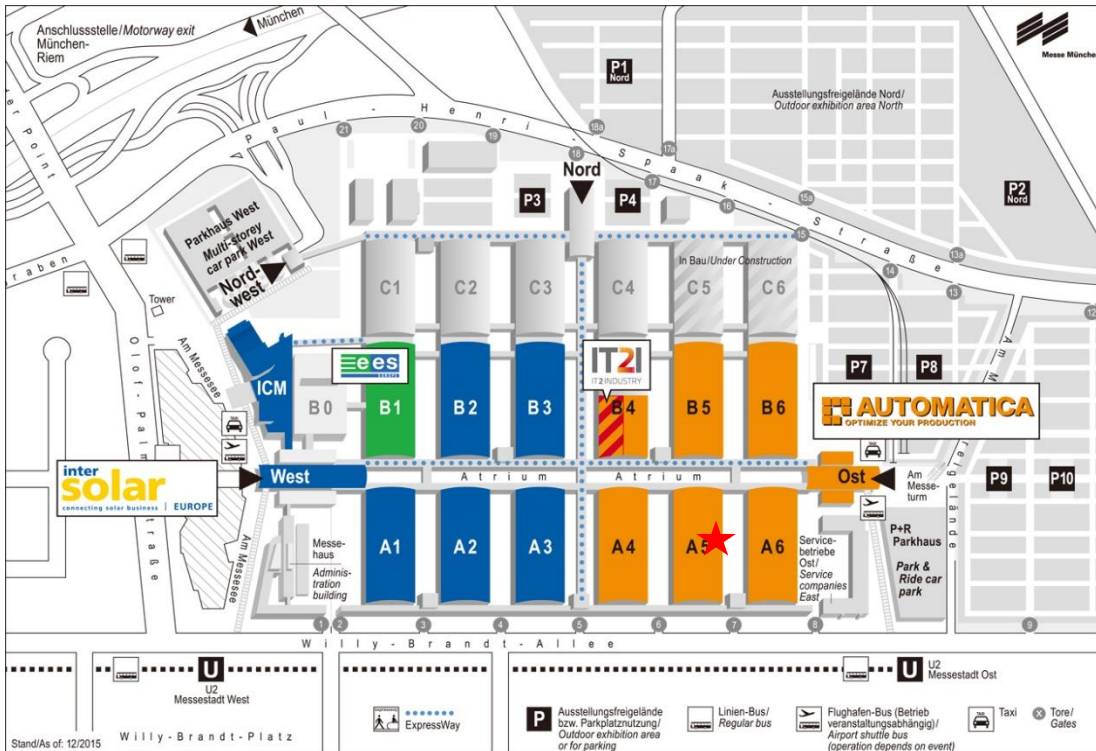 Anschlussstelle/Motorway exit
München-
Riem
München
Messe München
P1
Nord
Ausstellungsfreigelände Nord/
Outdoor exhibition area North
Paul-Henri-Spaak-Straße
21
20
19
18
18a
17a
17
16
15a
15
14
13a
13
12
Nord
P3
P4
P2
Nord
Parkhaus West
Multi-storey
car park West
Nord-
west
Tower
Am Messesee
C1
C2
C3
C4
C5
C6
In Bau/Under Construction
ICM
B0
ees
EUROPE
B1
B2
B3
IT2I
IT2INDUSTRY
B4
B5
B6
P7
P8
AUTOMATICA
OPTIMIZE YOUR PRODUCTION
TAXI
TAXI
inter
solar
connecting solar business | EUROPE
West
Atrium
Atrium
Ost
Am
Messe-
turm
P9
P10
Am Messesee
Messe-
haus
Adminis-
tration
building
A1
A2
A3
A4
A5
A6
Service-
betriebe
Ost/
Service
companies
East
P+R
Parkhaus
Park &
Ride car
park
1
2
3
4
5
6
7
8
9
Willy-Brandt-Allee
U
U2
Messestadt West
U
U2
Messestadt Ost
Stand/As of: 12/2015
Willy-Brandt-Platz
ExpressWay
P
Ausstellungsfreigelände
bzw. Parkplatznutzung/
Outdoor exhibition area
or for parking
Linien-Bus/
Regular bus
Flughafen-Bus (Betrieb
veranstaltungsabhängig)/
Airport shuttle bus
(operation depends on event)
TAXI
Taxi
X
Tore/
Gates